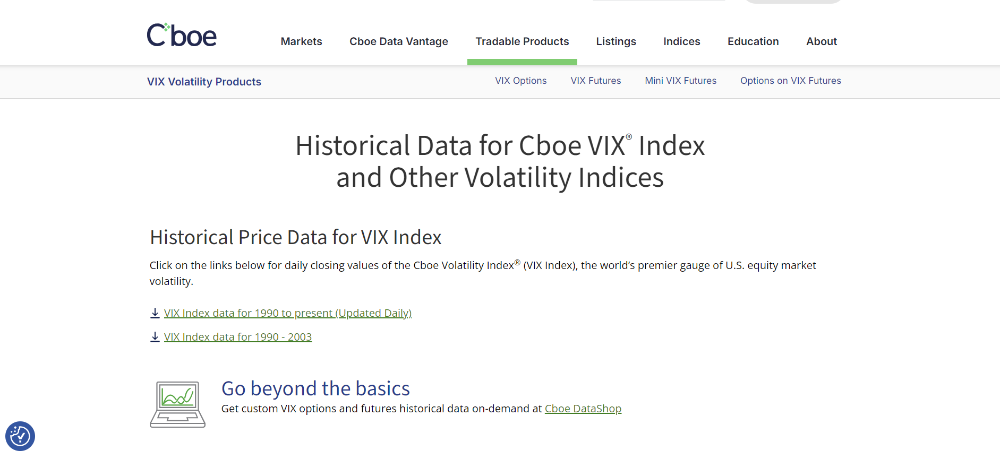 Cboe
Markets
Cboe Data Vantage
Tradable Products
Listings
Indices
Education
About
VIX Volatility Products
VIX Options
VIX Futures
Mini VIX Futures
Options on VIX Futures
Historical Data for Cboe VIX® Index
and Other Volatility Indices
Historical Price Data for VIX Index
Click on the links below for daily closing values of the Cboe Volatility Index® (VIX Index), the world’s premier gauge of U.S. equity market
volatility.
VIX Index data for 1990 to present (Updated Daily)
VIX Index data for 1990 - 2003
Go beyond the basics
Get custom VIX options and futures historical data on-demand at Cboe DataShop